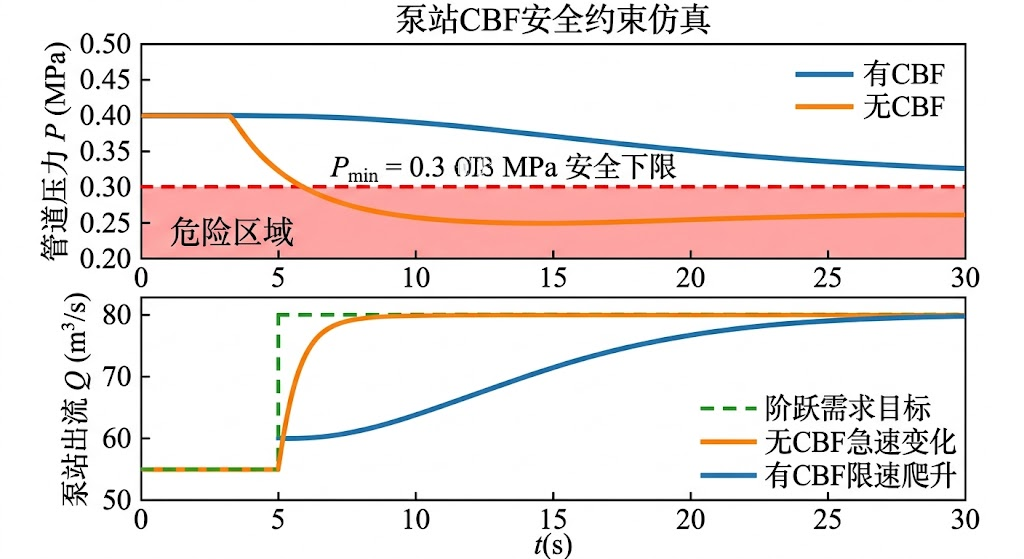 泵站CBF安全约束仿真
管道压力 P (MPa)
0.50
0.45
0.40
0.35
0.30
0.25
0.20
有CBF
无CBF
P_min = 0.3 MPa 安全下限
危险区域
0 5 10 15 20 25 30
泵站出流 Q (m³/s)
80
70
60
50
阶跃需求目标
无CBF急速变化
有CBF限速爬升
0 5 10 15 20 25 30
t(s)